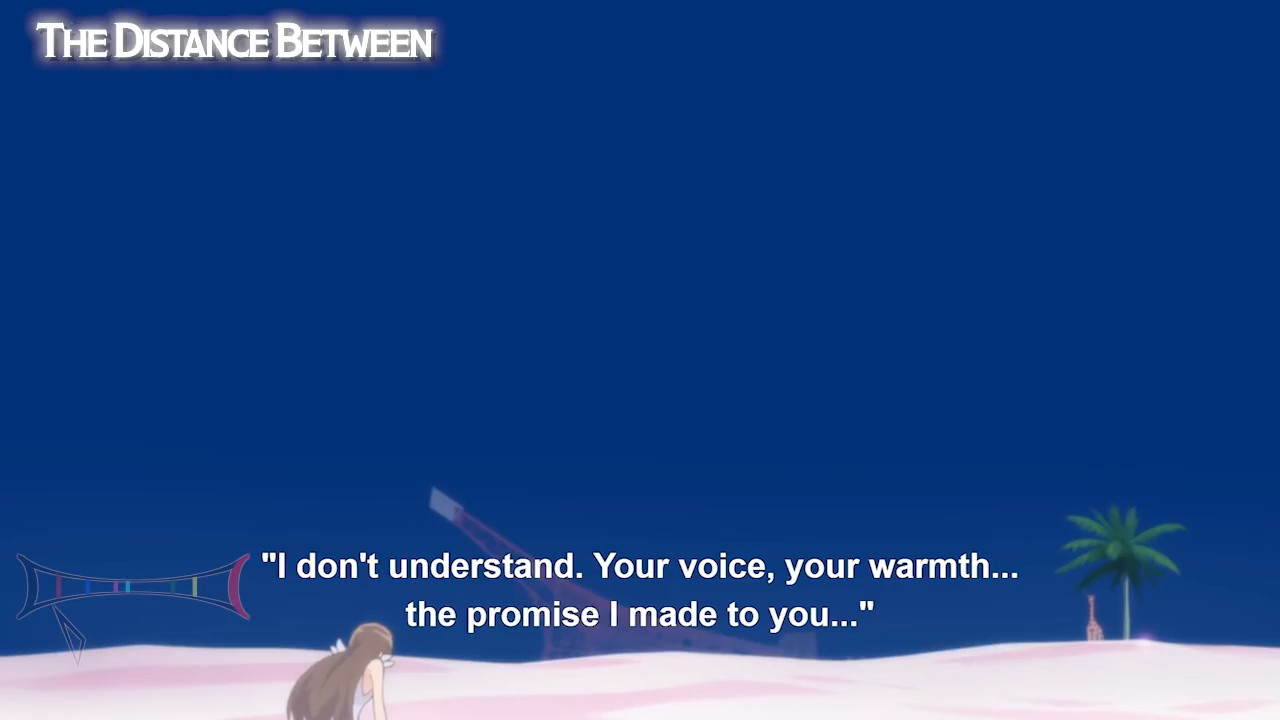 THE DISTANCE BETWEEN
"I don't understand. Your voice, your warmth...
the promise I made to you..."